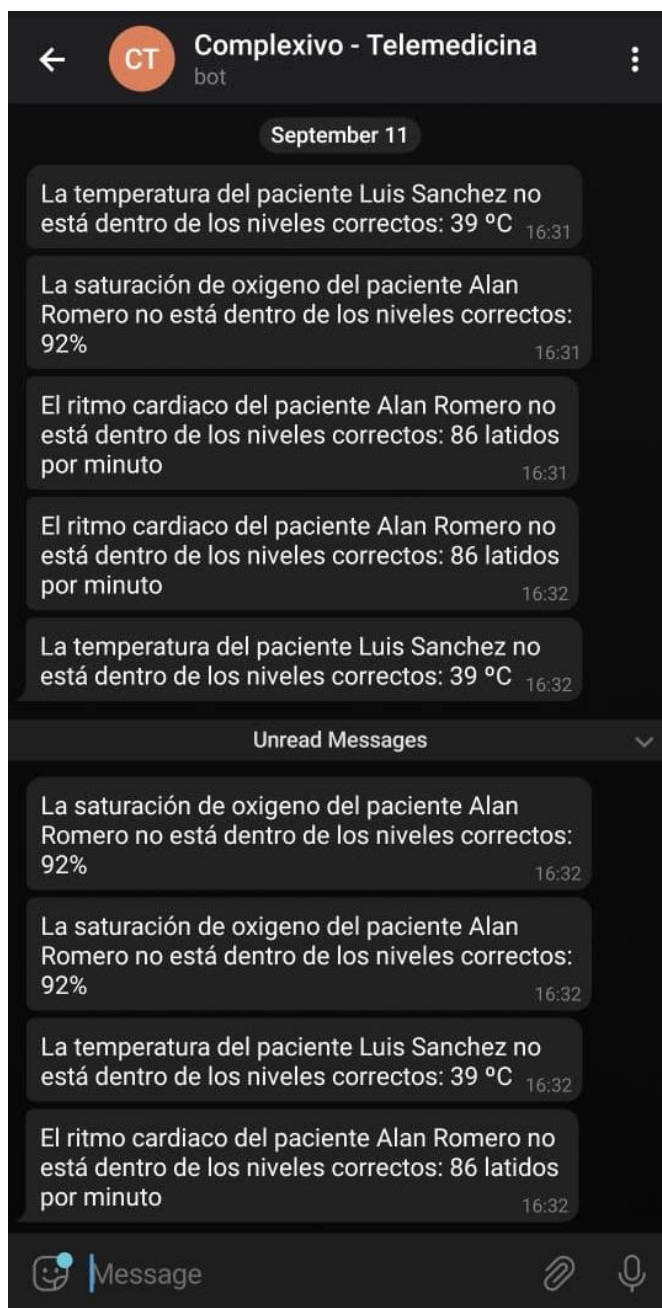 CT
Complexivo - Telemedicina
bot
September 11
La temperatura del paciente Luis Sanchez no
está dentro de los niveles correctos: 39 ºC 16:31
La saturación de oxigeno del paciente Alan
Romero no está dentro de los niveles correctos:
92% 16:31
El ritmo cardiaco del paciente Alan Romero no
está dentro de los niveles correctos: 86 latidos
por minuto 16:31
El ritmo cardiaco del paciente Alan Romero no
está dentro de los niveles correctos: 86 latidos
por minuto 16:32
La temperatura del paciente Luis Sanchez no
está dentro de los niveles correctos: 39 ºC 16:32
Unread Messages
La saturación de oxigeno del paciente Alan
Romero no está dentro de los niveles correctos:
92% 16:32
La saturación de oxigeno del paciente Alan
Romero no está dentro de los niveles correctos:
92% 16:32
La temperatura del paciente Luis Sanchez no
está dentro de los niveles correctos: 39 ºC 16:32
El ritmo cardiaco del paciente Alan Romero no
está dentro de los niveles correctos: 86 latidos
por minuto 16:32
Message